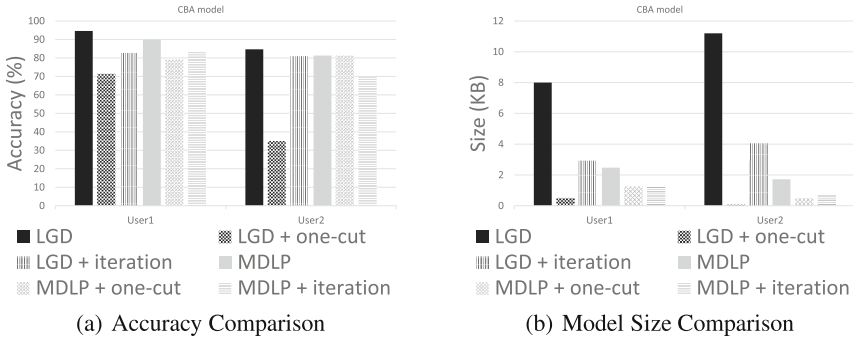 CBA model
100
90
80
70
60
50
40
30
20
10
0
Accuracy (%)
User1
User2
LGD
LGD + one-cut
LGD + iteration
MDLP
MDLP + one-cut
MDLP + iteration
(a) Accuracy Comparison
CBA model
12
10
8
6
4
2
0
Size (KB)
User1
User2
LGD
LGD + one-cut
LGD + iteration
MDLP
MDLP + one-cut
MDLP + iteration
(b) Model Size Comparison